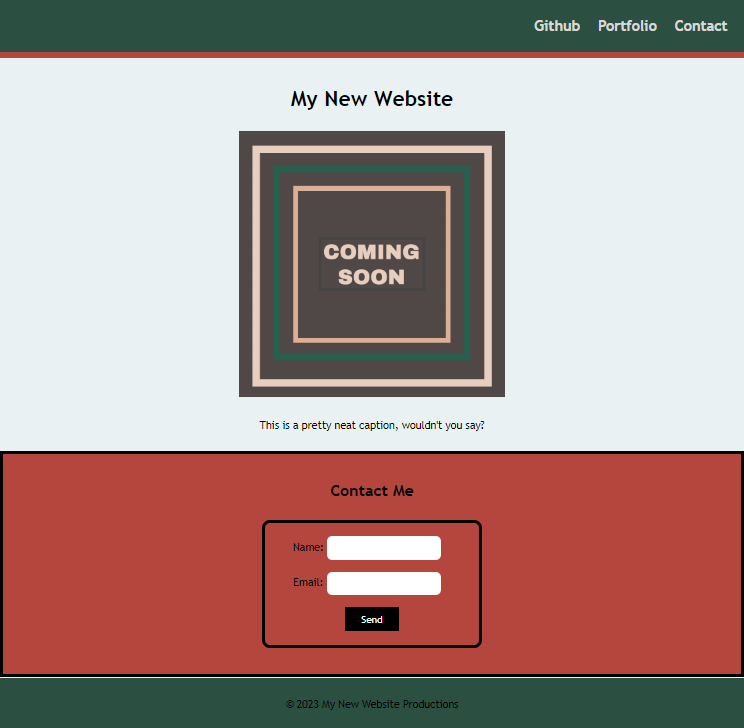 Github Portfolio Contact
My New Website
COMING
SOON
This is a pretty neat caption, wouldn't you say?
Contact Me
Name:
Email:
Send
© 2023 My New Website Productions